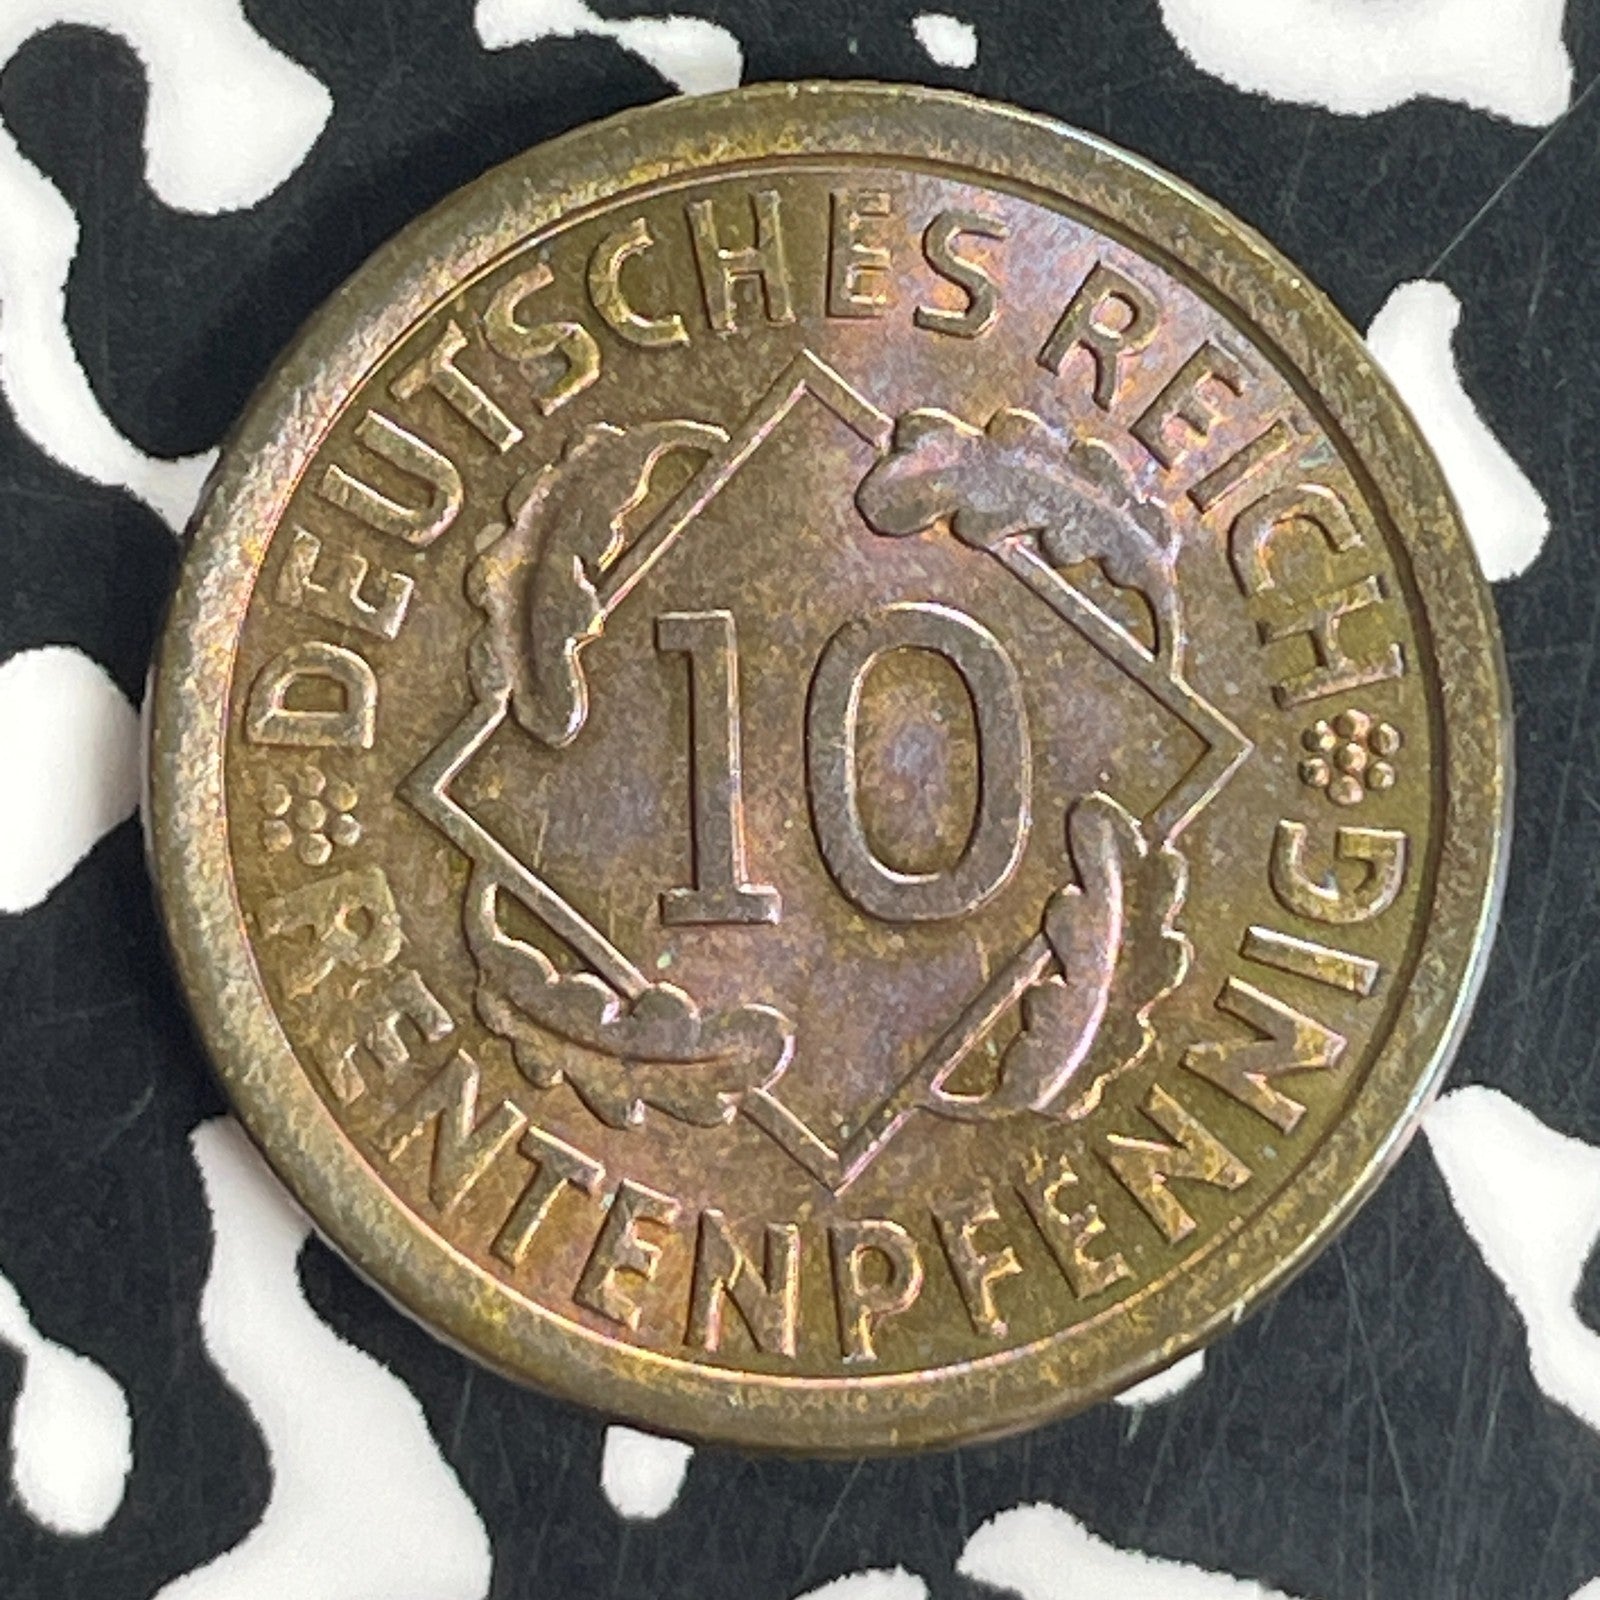 DEUTSCHES REICH
10
RENTENPFENNIG